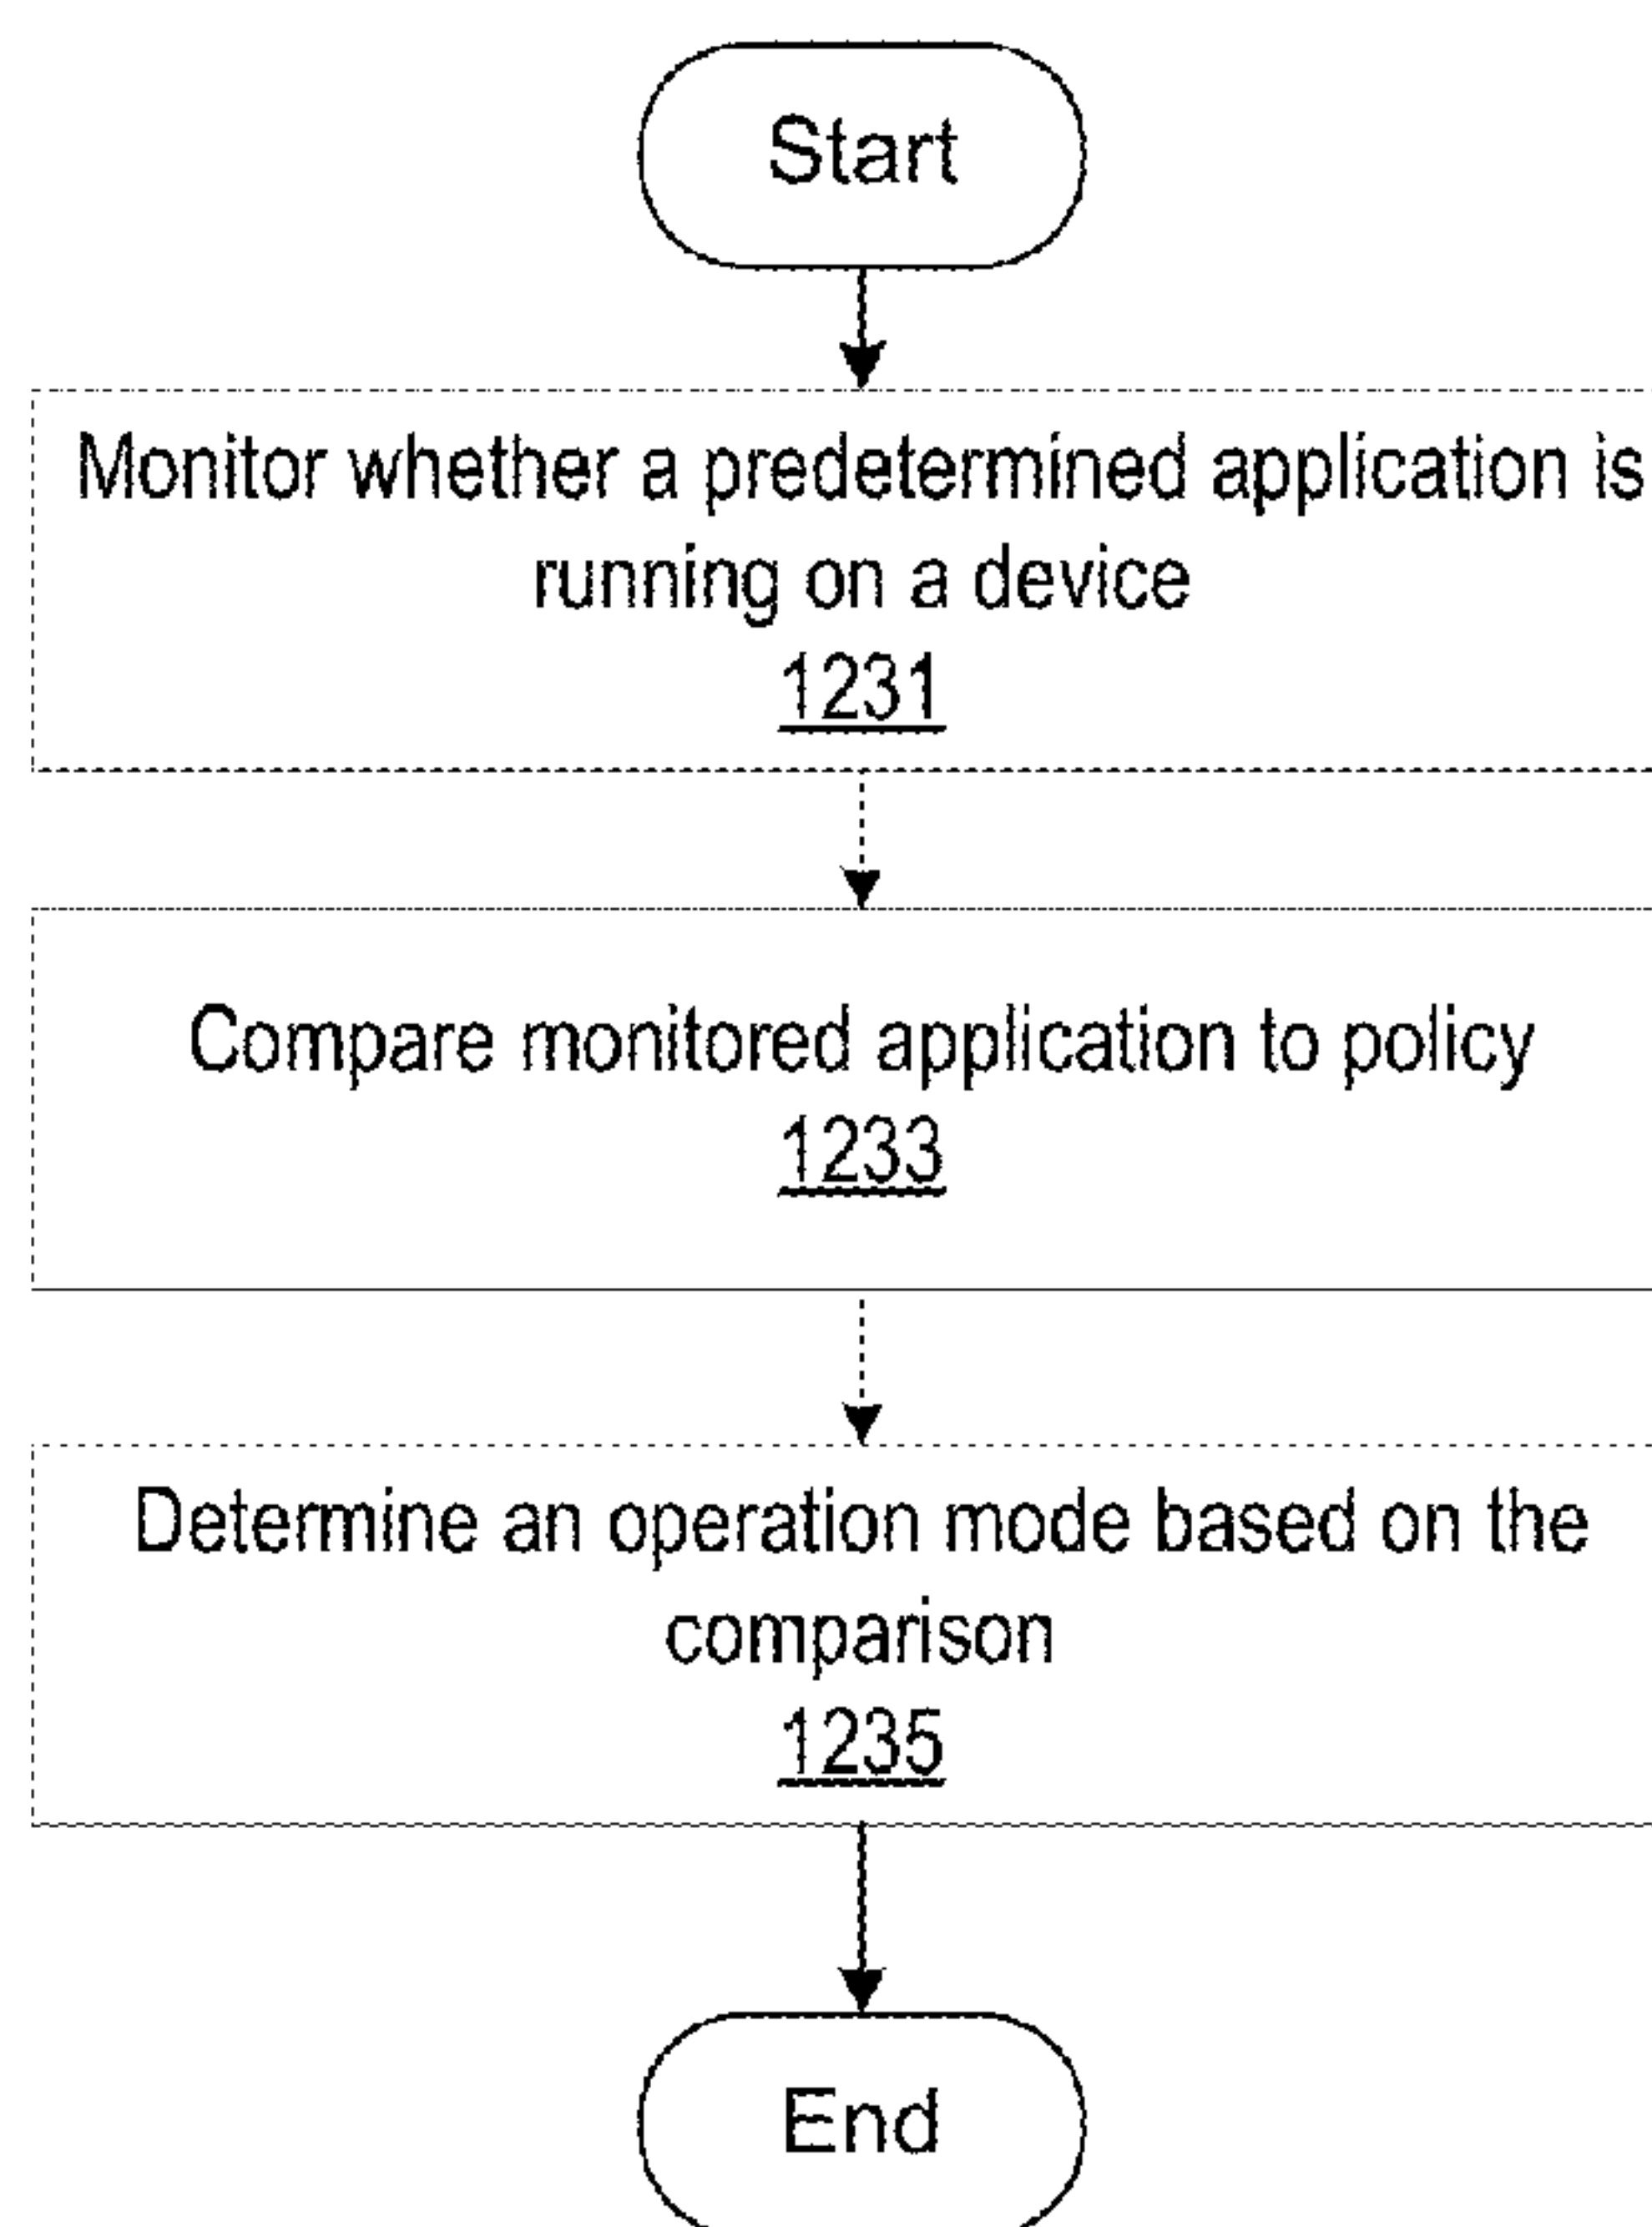 Start
Monitor whether a predetermined application is
running on a device
1231
Compare monitored application to policy
1233
Determine an operation mode based on the
comparison
1235
End